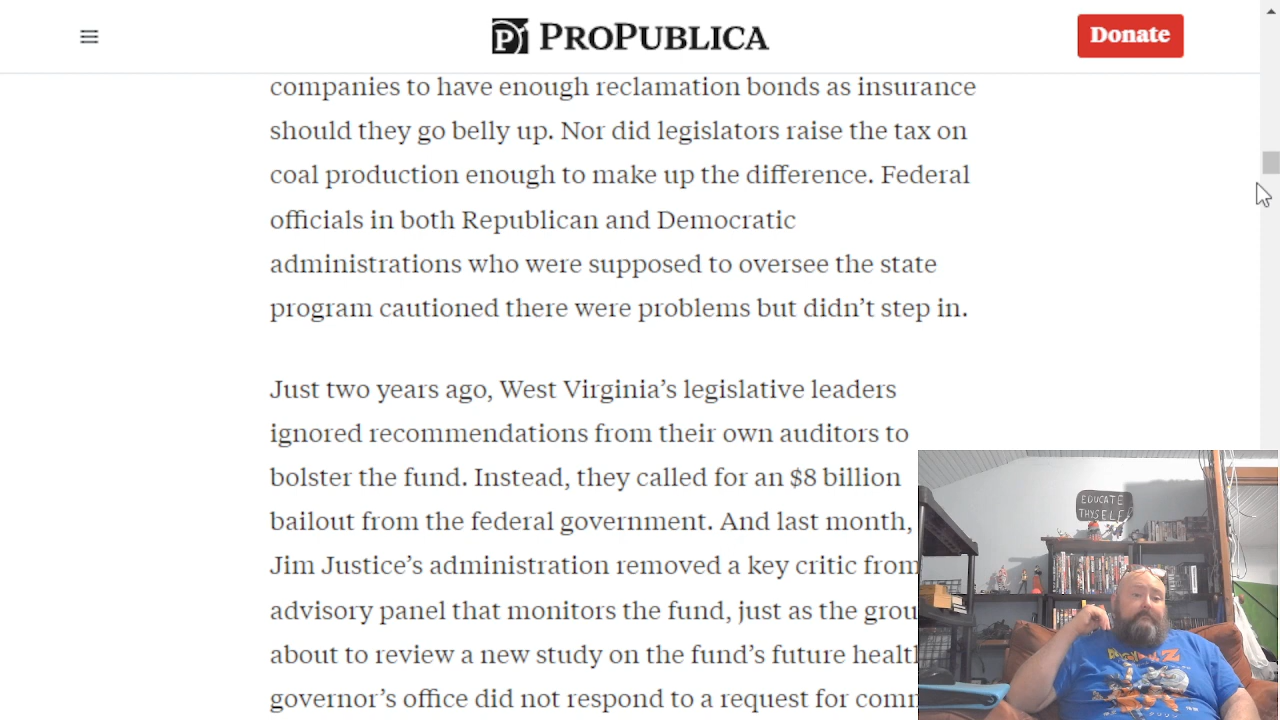 PROPUBLICA
Donate
companies to have enough reclamation bonds as insurance
should they go belly up. Nor did legislators raise the tax on
coal production enough to make up the difference. Federal
officials in both Republican and Democratic
administrations who were supposed to oversee the state
program cautioned there were problems but didn’t step in.
Just two years ago, West Virginia’s legislative leaders
ignored recommendations from their own auditors to
bolster the fund. Instead, they called for an $8 billion
bailout from the federal government. And last month,
Jim Justice’s administration removed a key critic from
advisory panel that monitors the fund, just as the grou
about to review a new study on the fund’s future health
governor’s office did not respond to a request for comm
EDUCATE
THYSELF